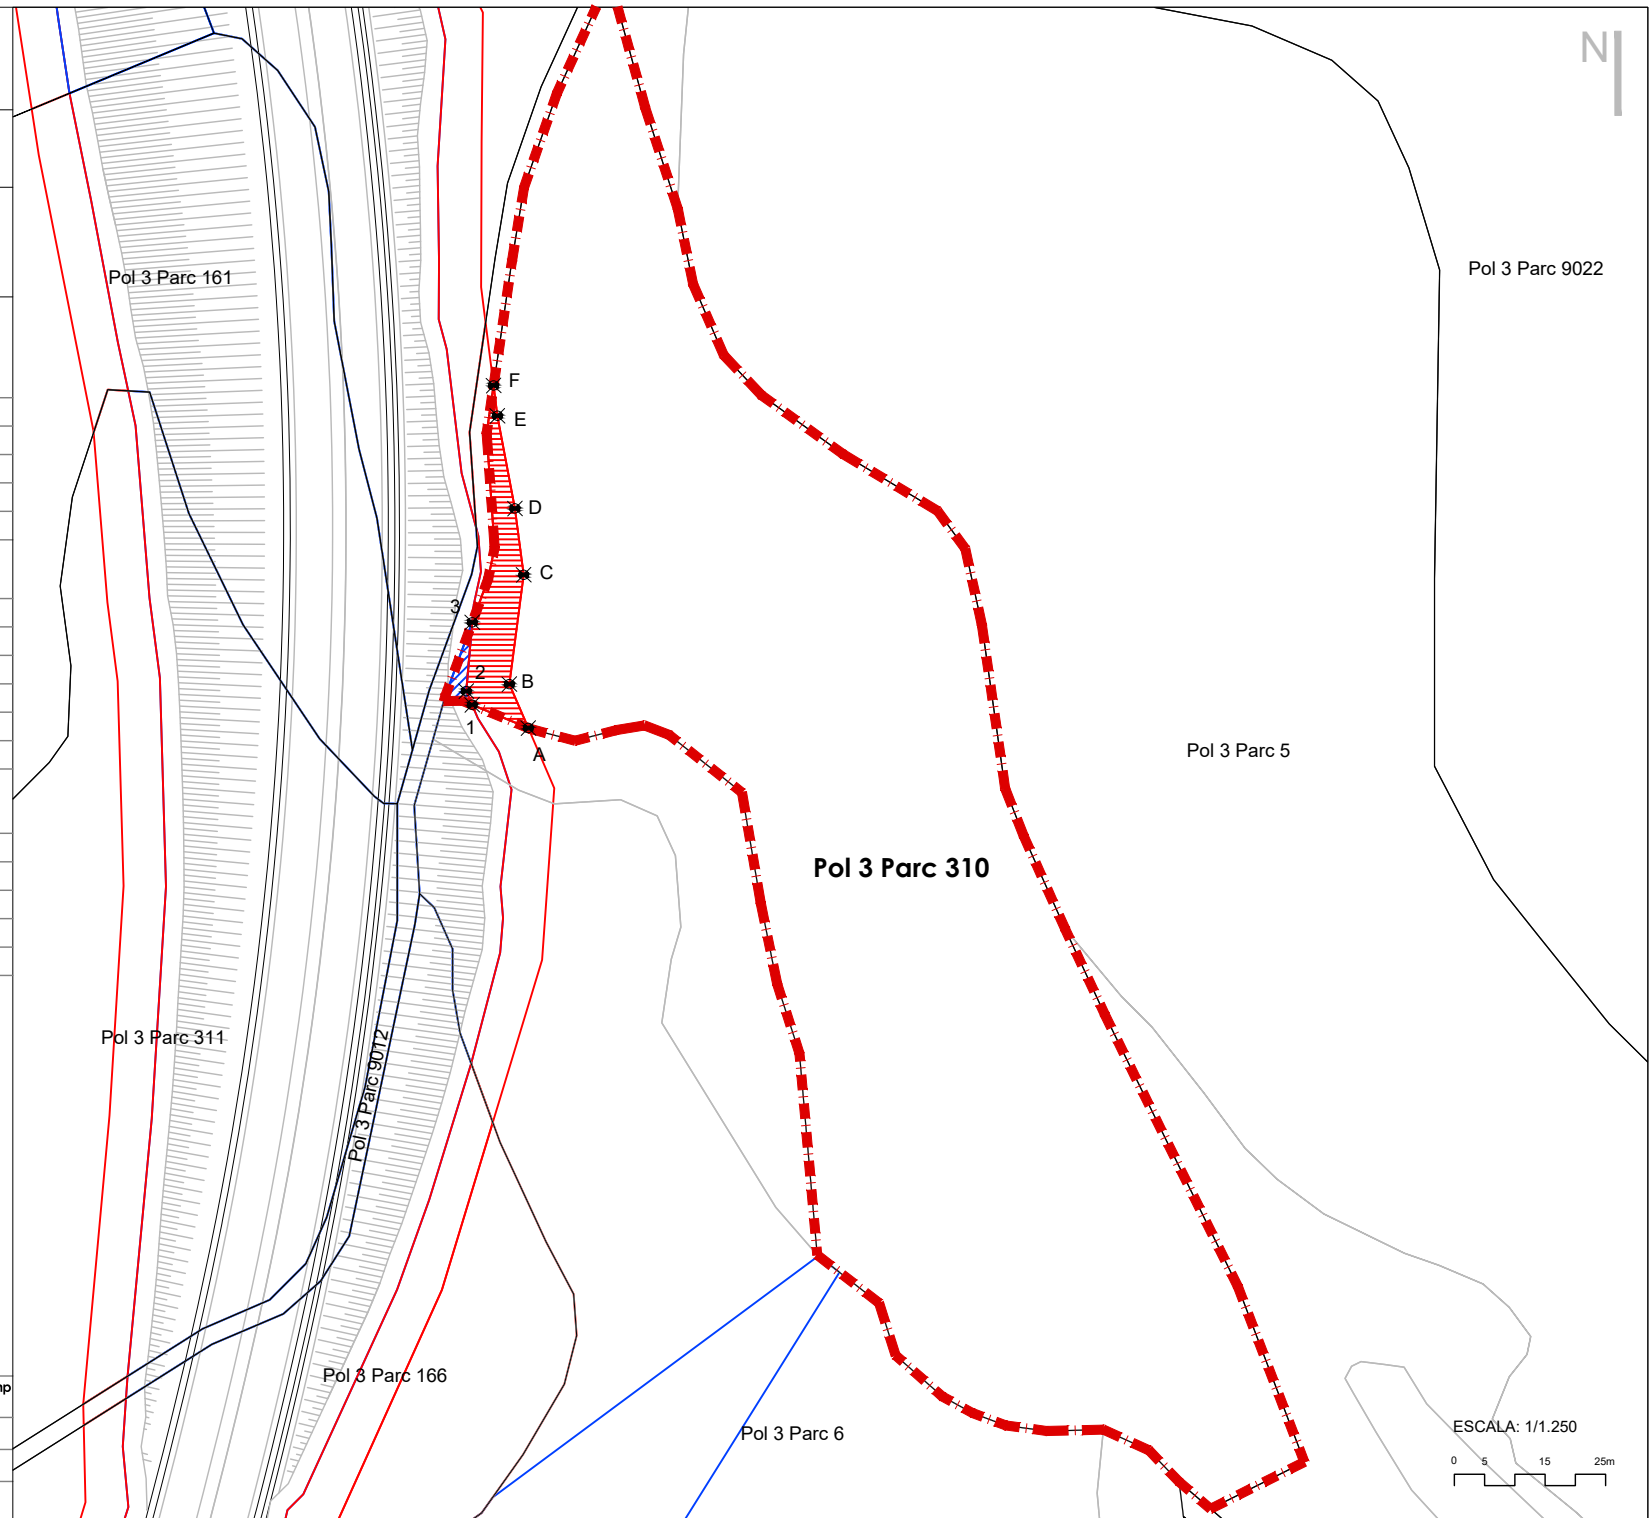 N
Pol 3 Parc 161
Pol 3 Parc 9022
F
E
D
C
3
2
B
1
A
Pol 3 Parc 5
Pol 3 Parc 310
Pol 3 Parc 311
Pol 3 Parc 9012
Pol 3 Parc 166
Pol 3 Parc 6
ESCALA: 1/1.250
0 5 15 25m